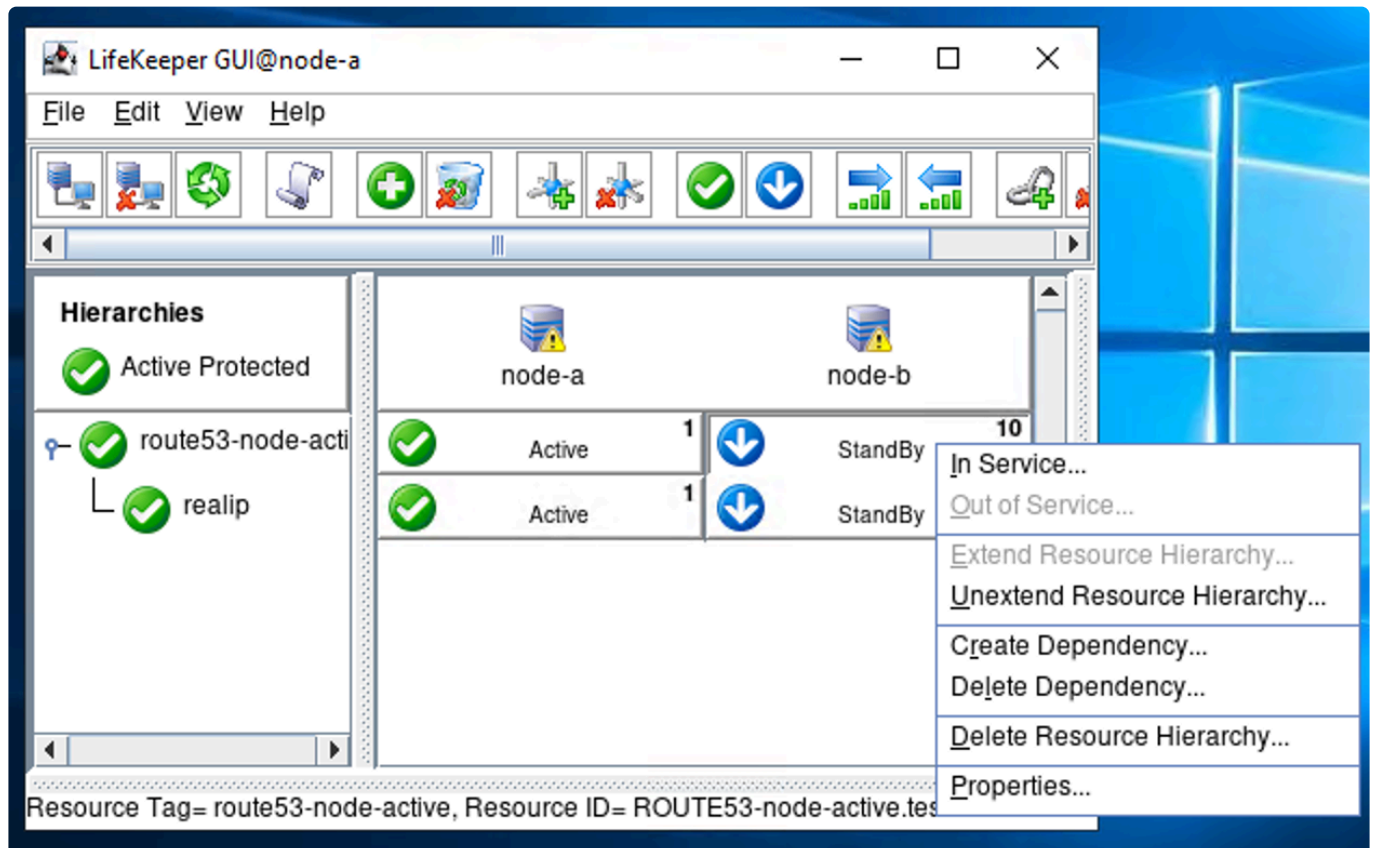 LifeKeeper GUI@node-a
File Edit View Help
Hierarchies
Active Protected
node-a node-b
route53-node-acti Active 1 StandBy 10
realip Active 1 StandBy
In Service...
Out of Service...
Extend Resource Hierarchy...
Unextend Resource Hierarchy...
Create Dependency...
Delete Dependency...
Delete Resource Hierarchy...
Properties...
Resource Tag= route53-node-active, Resource ID= ROUTE53-node-active.tes